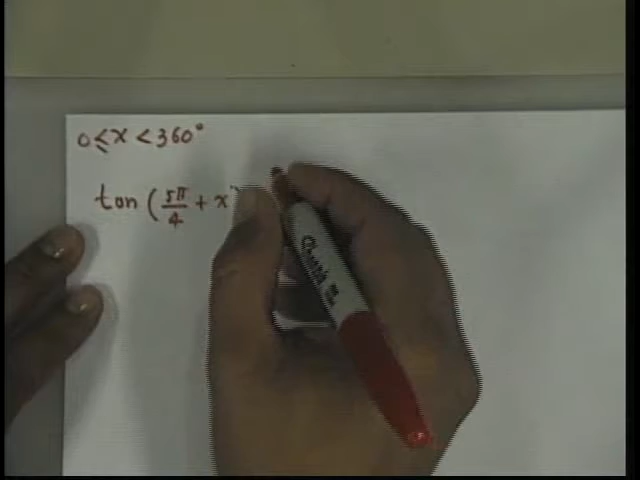 0 ≤ x < 360°
tan (5π/4 + x